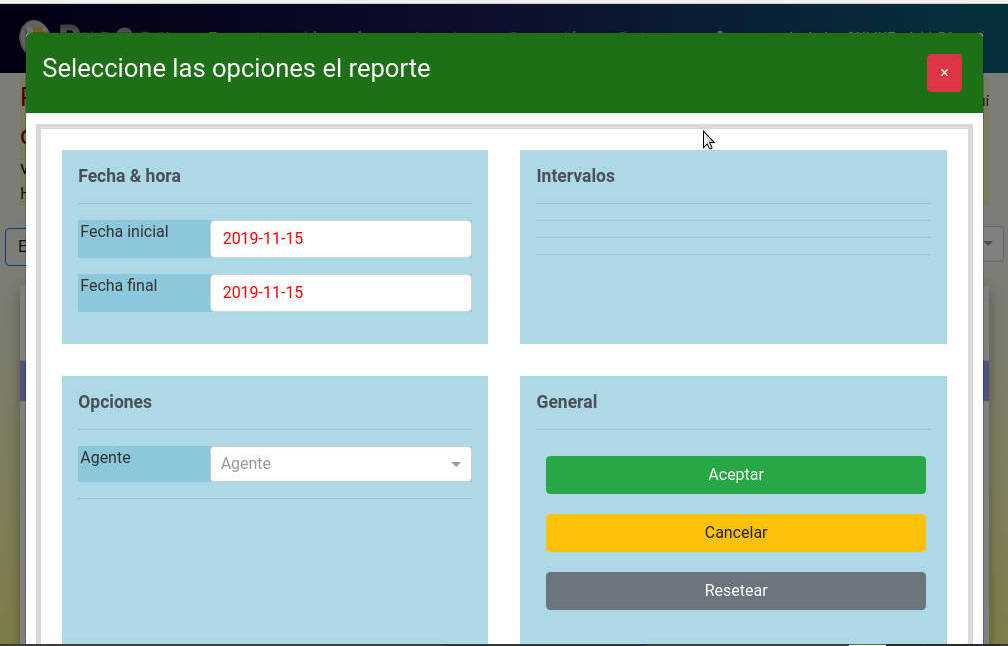 Seleccione las opciones el reporte
×
Fecha & hora
Fecha inicial
2019-11-15
Fecha final
2019-11-15
Intervalos
Opciones
Agente
Agente
General
Aceptar
Cancelar
Resetear